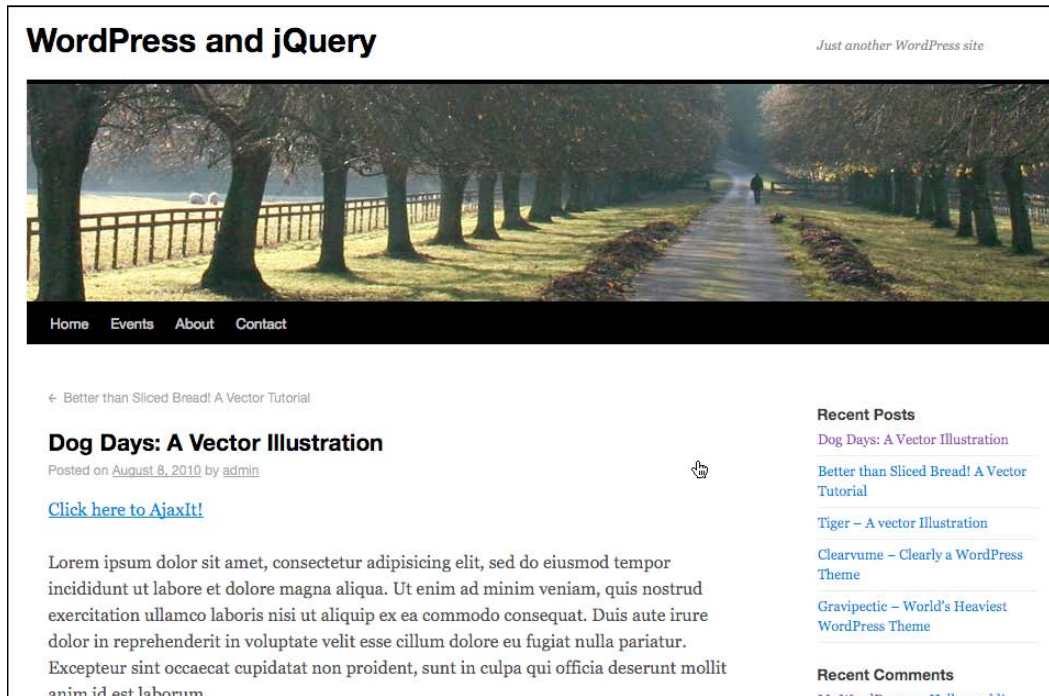 WordPress and jQuery
Just another WordPress site
Home Events About Contact
← Better than Sliced Bread! A Vector Tutorial
Dog Days: A Vector Illustration
Posted on August 8, 2010 by admin
Click here to AjaxIt!
Lorem ipsum dolor sit amet, consectetur adipisicing elit, sed do eiusmod tempor
incididunt ut labore et dolore magna aliqua. Ut enim ad minim veniam, quis nostrud
exercitation ullamco laboris nisi ut aliquip ex ea commodo consequat. Duis aute irure
dolor in reprehenderit in voluptate velit esse cillum dolore eu fugiat nulla pariatur.
Excepteur sint occaecat cupidatat non proident, sunt in culpa qui officia deserunt mollit
anim id est laborum
Recent Posts
Dog Days: A Vector Illustration
Better than Sliced Bread! A Vector
Tutorial
Tiger – A vector Illustration
Clearvume – Clearly a WordPress
Theme
Gravipectic – World's Heaviest
WordPress Theme
Recent Comments